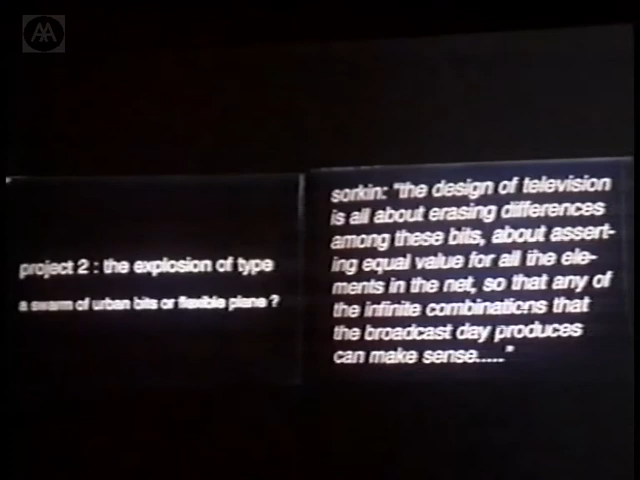 AA
project 2 : the explosion of type
a swarm of urban bits or flexible plane ?
sorkin: "the design of television
is all about erasing differences
among these bits, about assert-
ing equal value for all the ele-
ments in the net, so that any of
the infinite combinations that
the broadcast day produces
can make sense....."